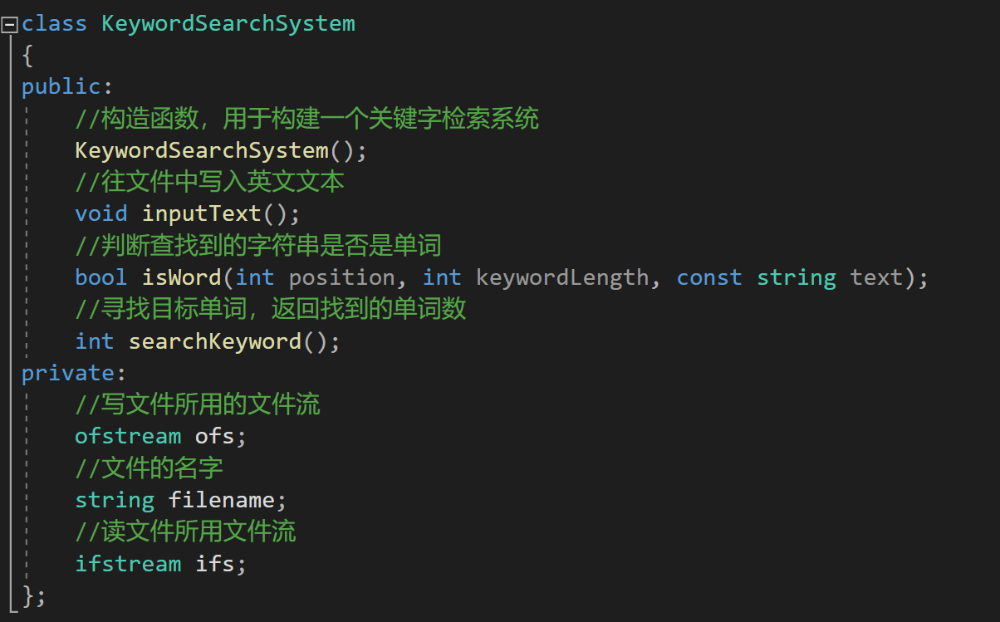 class KeywordSearchSystem
{
public:
//构造函数，用于构建一个关键字检索系统
KeywordSearchSystem();
//往文件中写入英文文本
void inputText();
//判断查找到的字符串是否是单词
bool isWord(int position, int keywordLength, const string text);
//寻找目标单词，返回找到的单词数
int searchKeyword();
private:
//写文件所用的文件流
ofstream ofs;
//文件的名字
string filename;
//读文件所用文件流
ifstream ifs;
};